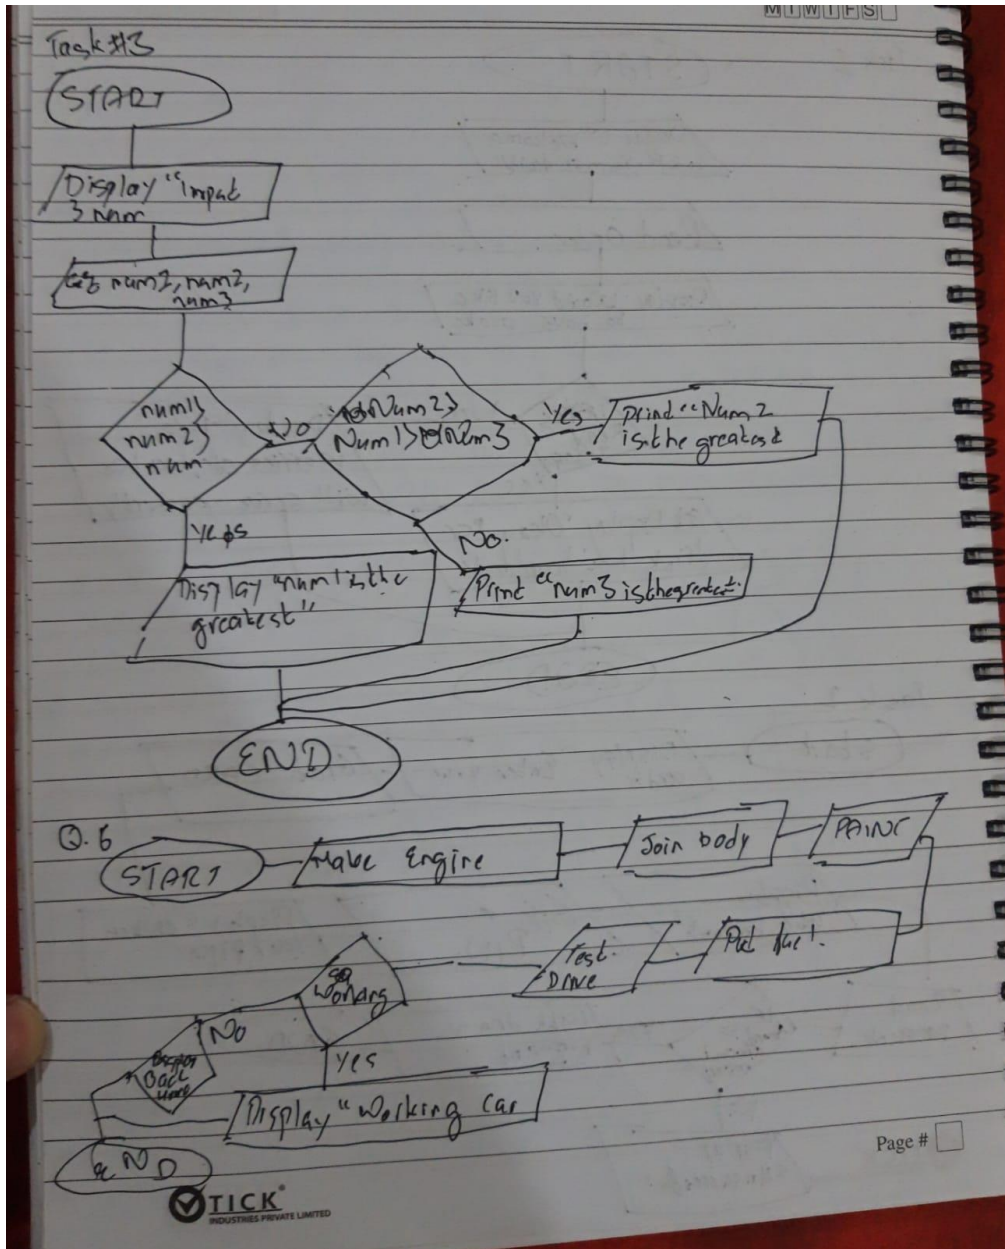 M T W T F S
Task #3
START
Display "Input
3 num
Get num2, num2,
num3
num1>
num2>
num
No
Num2>
Num1>Num3
Yes
Print "Num2
is the greatest
Yes
No.
Display "num1 is the
greatest"
Print "num3 is the greatest.
END
Q.5
START
Make Engine
Join body
PAINT
Put fuel.
Test
Drive
working
No
Yes
Display "Working car
END
Page #
TICK
INDUSTRIES PRIVATE LIMITED